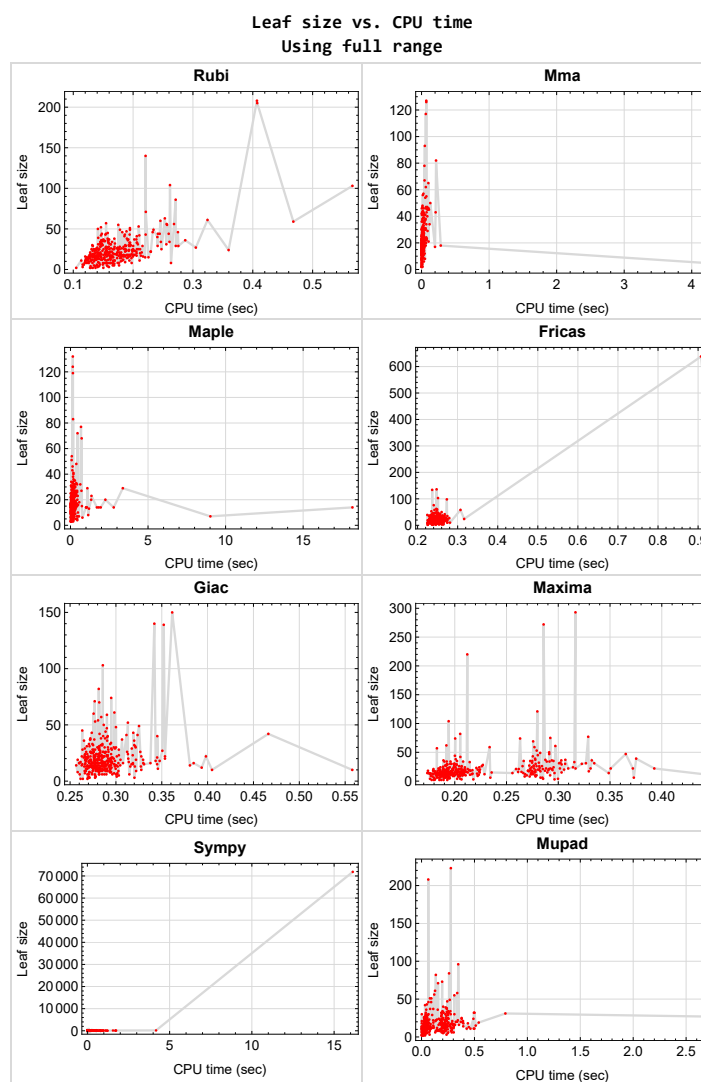 Leaf size vs. CPU time
Using full range
Rubi
Leaf size
200
150
100
50
0
0.1 0.2 0.3 0.4 0.5
CPU time (sec)
Mma
Leaf size
120
100
80
60
40
20
0
0 1 2 3 4
CPU time (sec)
Maple
Leaf size
120
100
80
60
40
20
0
0 5 10 15
CPU time (sec)
Fricas
Leaf size
600
500
400
300
200
100
0
0.2 0.3 0.4 0.5 0.6 0.7 0.8 0.9
CPU time (sec)
Giac
Leaf size
150
100
50
0
0.25 0.30 0.35 0.40 0.45 0.50 0.55
CPU time (sec)
Maxima
Leaf size
300
250
200
150
100
50
0
0.20 0.25 0.30 0.35 0.40
CPU time (sec)
Sympy
Leaf size
70 000
60 000
50 000
40 000
30 000
20 000
10 000
0
0 5 10 15
CPU time (sec)
Mupad
Leaf size
200
150
100
50
0
0.0 0.5 1.0 1.5 2.0 2.5
CPU time (sec)